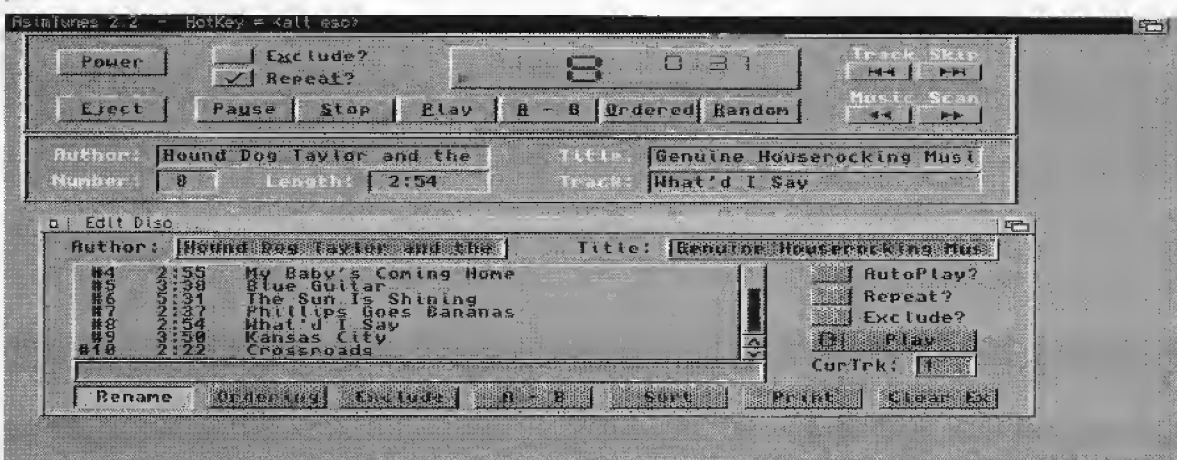 AsimTunes 2.2 - HotKey = <alt esc>
Power Exclude? 8 0:37 Track Skip
Repeat?
Eject Pause Stop Play A - B Ordered Random Music Scan
Author: Hound Dog Taylor and the Title: Genuine Houserocking Musi
Number: 8 Length: 2:54 Track: What'd I Say
Edit Disc
Author: Hound Dog Taylor and the Title: Genuine Houserocking Mus
#4 2:55 My Baby's Coming Home
#5 3:38 Blue Guitar
#6 5:31 The Sun Is Shining
#7 2:37 Phillips Goes Bananas
#8 2:54 What'd I Say
#9 3:50 Kansas City
#10 2:22 Crossroads
AutoPlay?
Repeat?
Exclude?
Play
CurTrk: 1
Rename Ordering Exclude A - B Sort Print Clear Ex